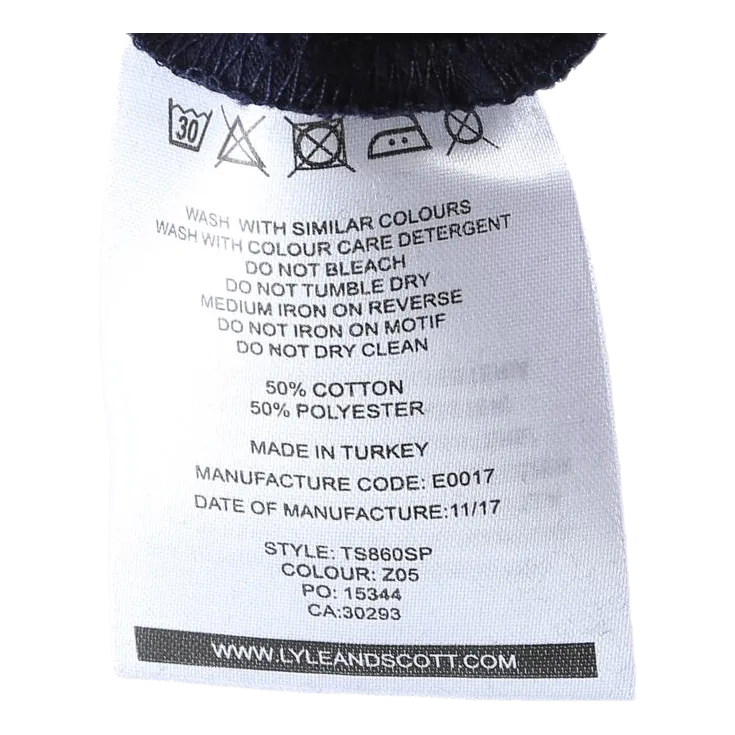 30
WASH WITH SIMILAR COLOURS
WASH WITH COLOUR CARE DETERGENT
DO NOT BLEACH
DO NOT TUMBLE DRY
MEDIUM IRON ON REVERSE
DO NOT IRON ON MOTIF
DO NOT DRY CLEAN
50% COTTON
50% POLYESTER
MADE IN TURKEY
MANUFACTURE CODE: E0017
DATE OF MANUFACTURE:11/17
STYLE: TS860SP
COLOUR: Z05
PO: 15344
CA:30293
WWW.LYLEANDSCOTT.COM